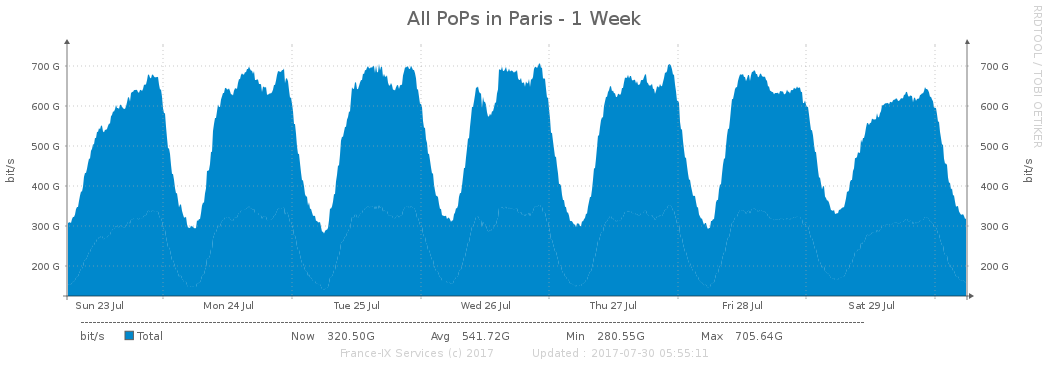 All PoPs in Paris - 1 Week
RRDTOOL / TOBI OETIKER
700 G 700 G
600 G 600 G
500 G 500 G
400 G 400 G
300 G 300 G
200 G 200 G
bit/s bit/s
Sun 23 Jul Mon 24 Jul Tue 25 Jul Wed 26 Jul Thu 27 Jul Fri 28 Jul Sat 29 Jul
bit/s Total Now 320.50G Avg 541.72G Min 280.55G Max 705.64G
France-IX Services (c) 2017 Updated : 2017-07-30 05:55:11